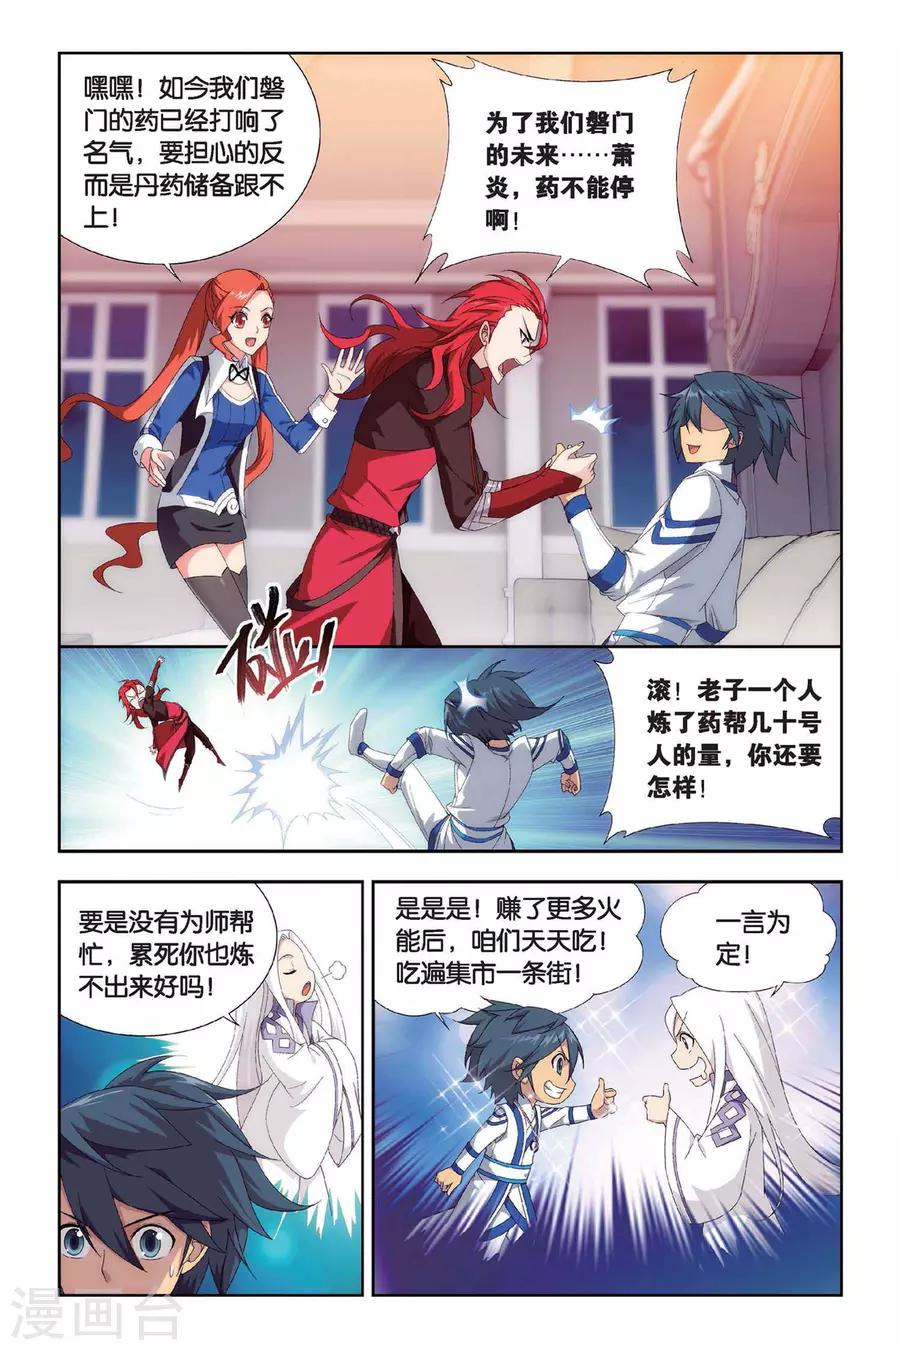 嘿嘿！如今我们磐
门的药已经打响了
名气，要担心的反
而是丹药储备跟不
上！
为了我们磐门
的未来……萧
炎，药不能停
啊！
碰！
滚！老子一个人
炼了药帮几十号
人的量，你还要
怎样！
要是没有为师帮
忙，累死你也炼
不出来好吗！
是是是！赚了更多火
能后，咱们天天吃！
吃遍集市一条街！
一言为
定！
漫画台